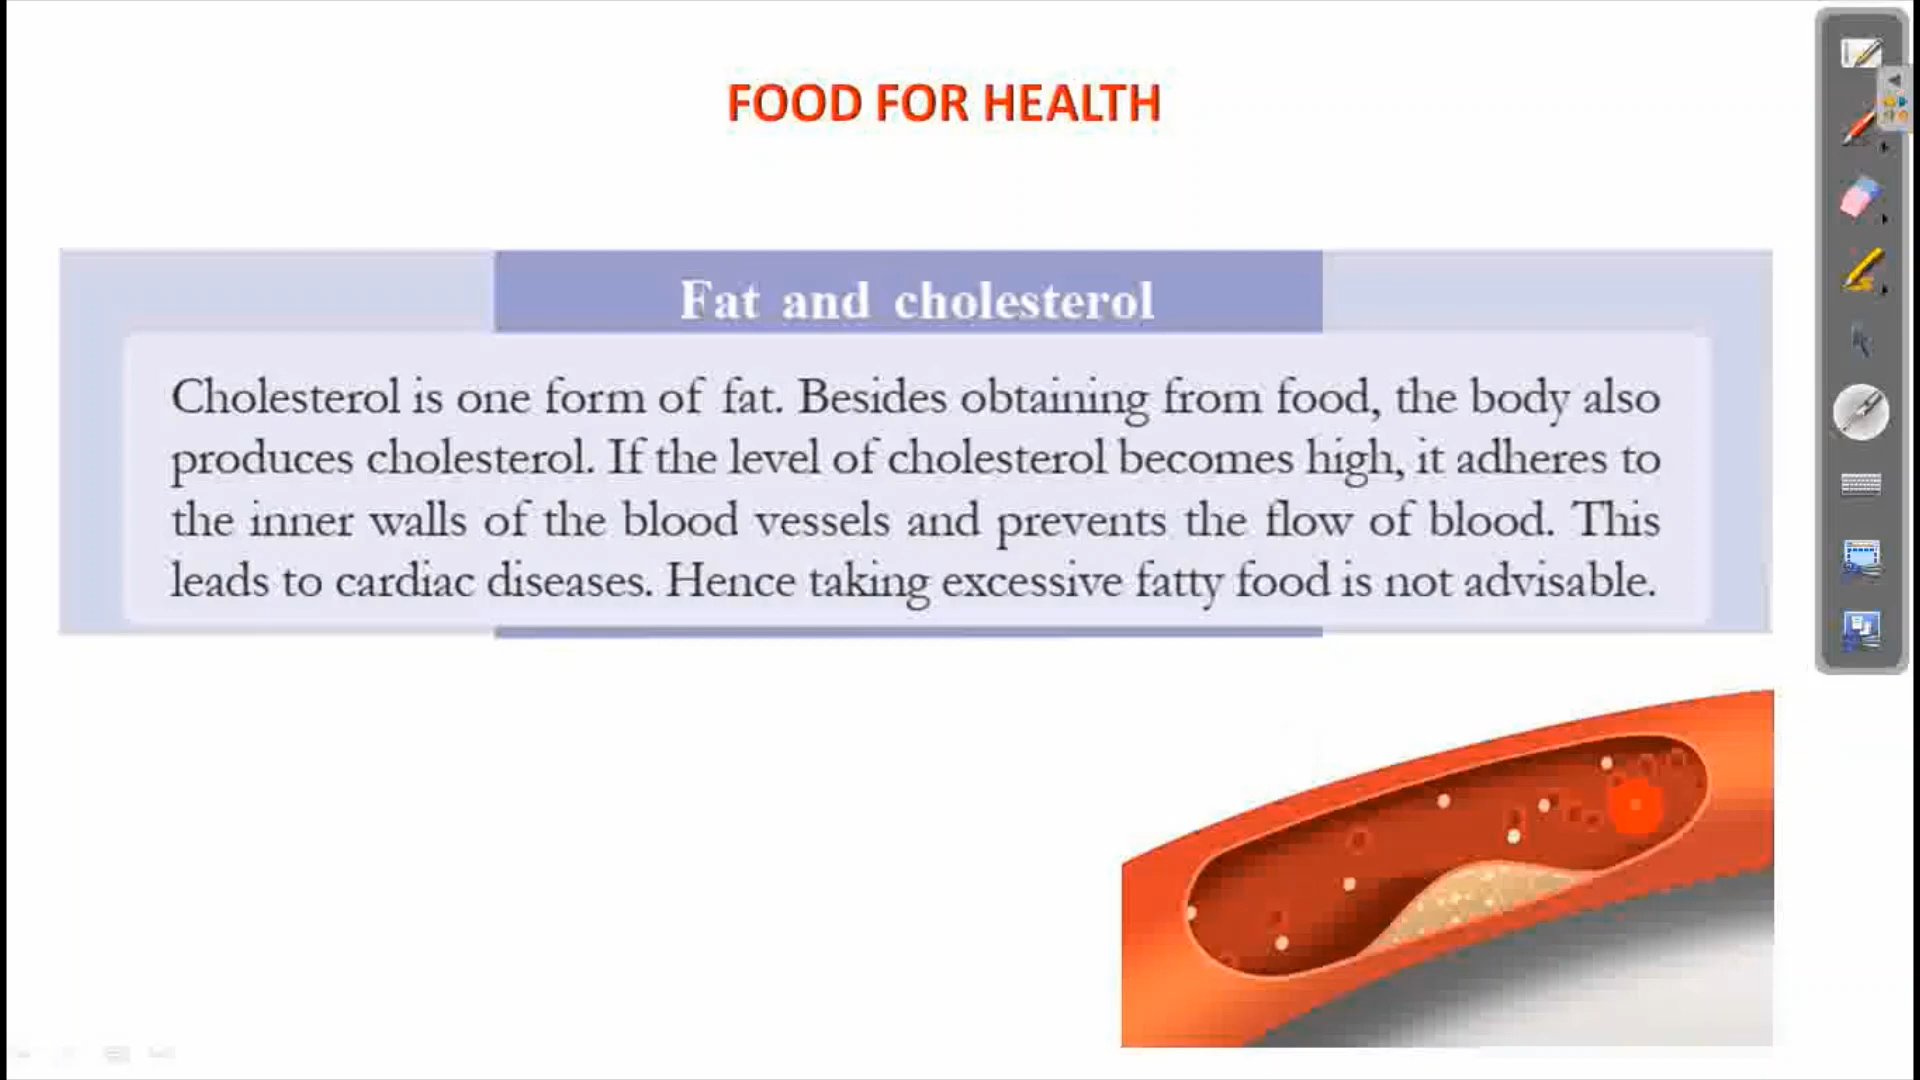 FOOD FOR HEALTH
Fat and cholesterol
Cholesterol is one form of fat. Besides obtaining from food, the body also
produces cholesterol. If the level of cholesterol becomes high, it adheres to
the inner walls of the blood vessels and prevents the flow of blood. This
leads to cardiac diseases. Hence taking excessive fatty food is not advisable.